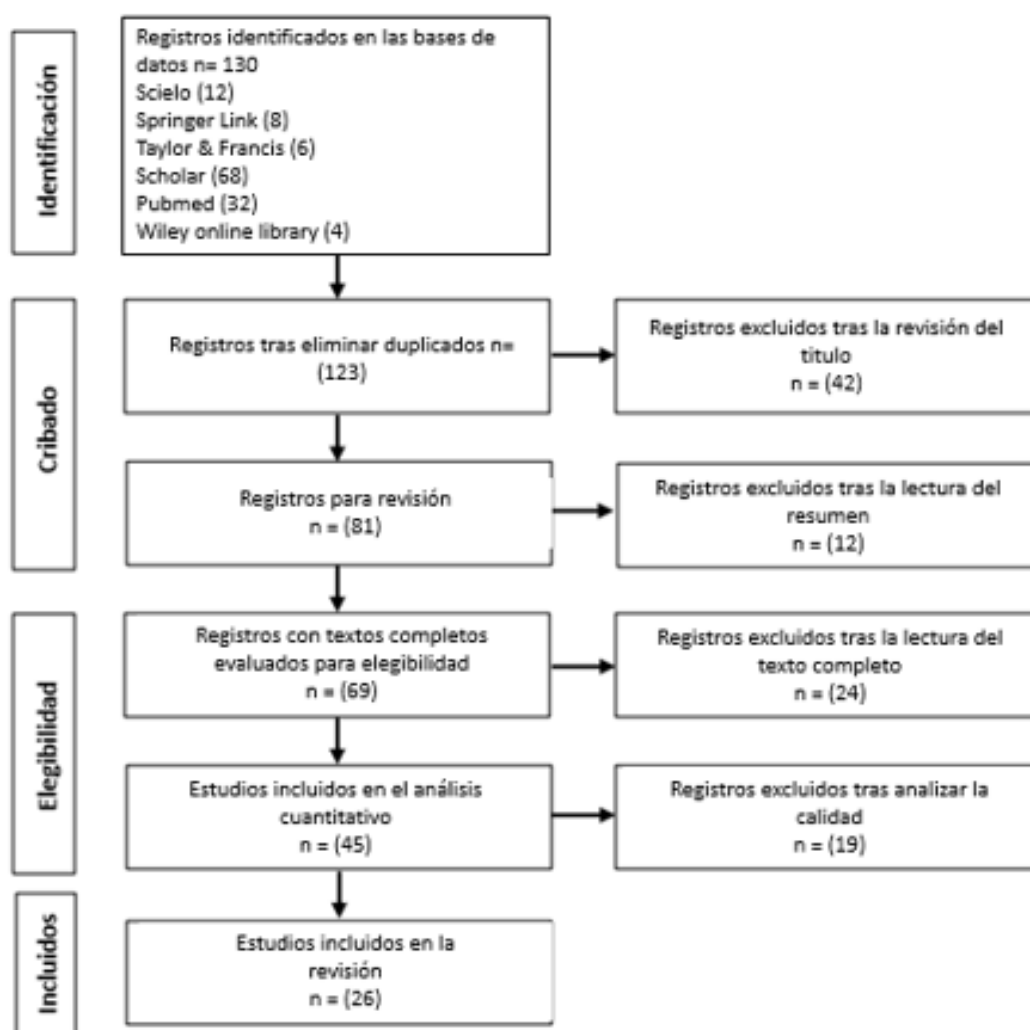 Identificación
Registros identificados en las bases de
datos n= 130
Scielo (12)
Springer Link (8)
Taylor & Francis (6)
Scholar (68)
Pubmed (32)
Wiley online library (4)
Cribado
Registros tras eliminar duplicados n=
(123)
Registros excluidos tras la revisión del
titulo
n = (42)
Registros para revisión
n = (81)
Registros excluidos tras la lectura del
resumen
n = (12)
Elegibilidad
Registros con textos completos
evaluados para elegibilidad
n = (69)
Registros excluidos tras la lectura del
texto completo
n = (24)
Estudios incluidos en el análisis
cuantitativo
n = (45)
Registros excluidos tras analizar la
calidad
n = (19)
Incluidos
Estudios incluidos en la
revisión
n = (26)